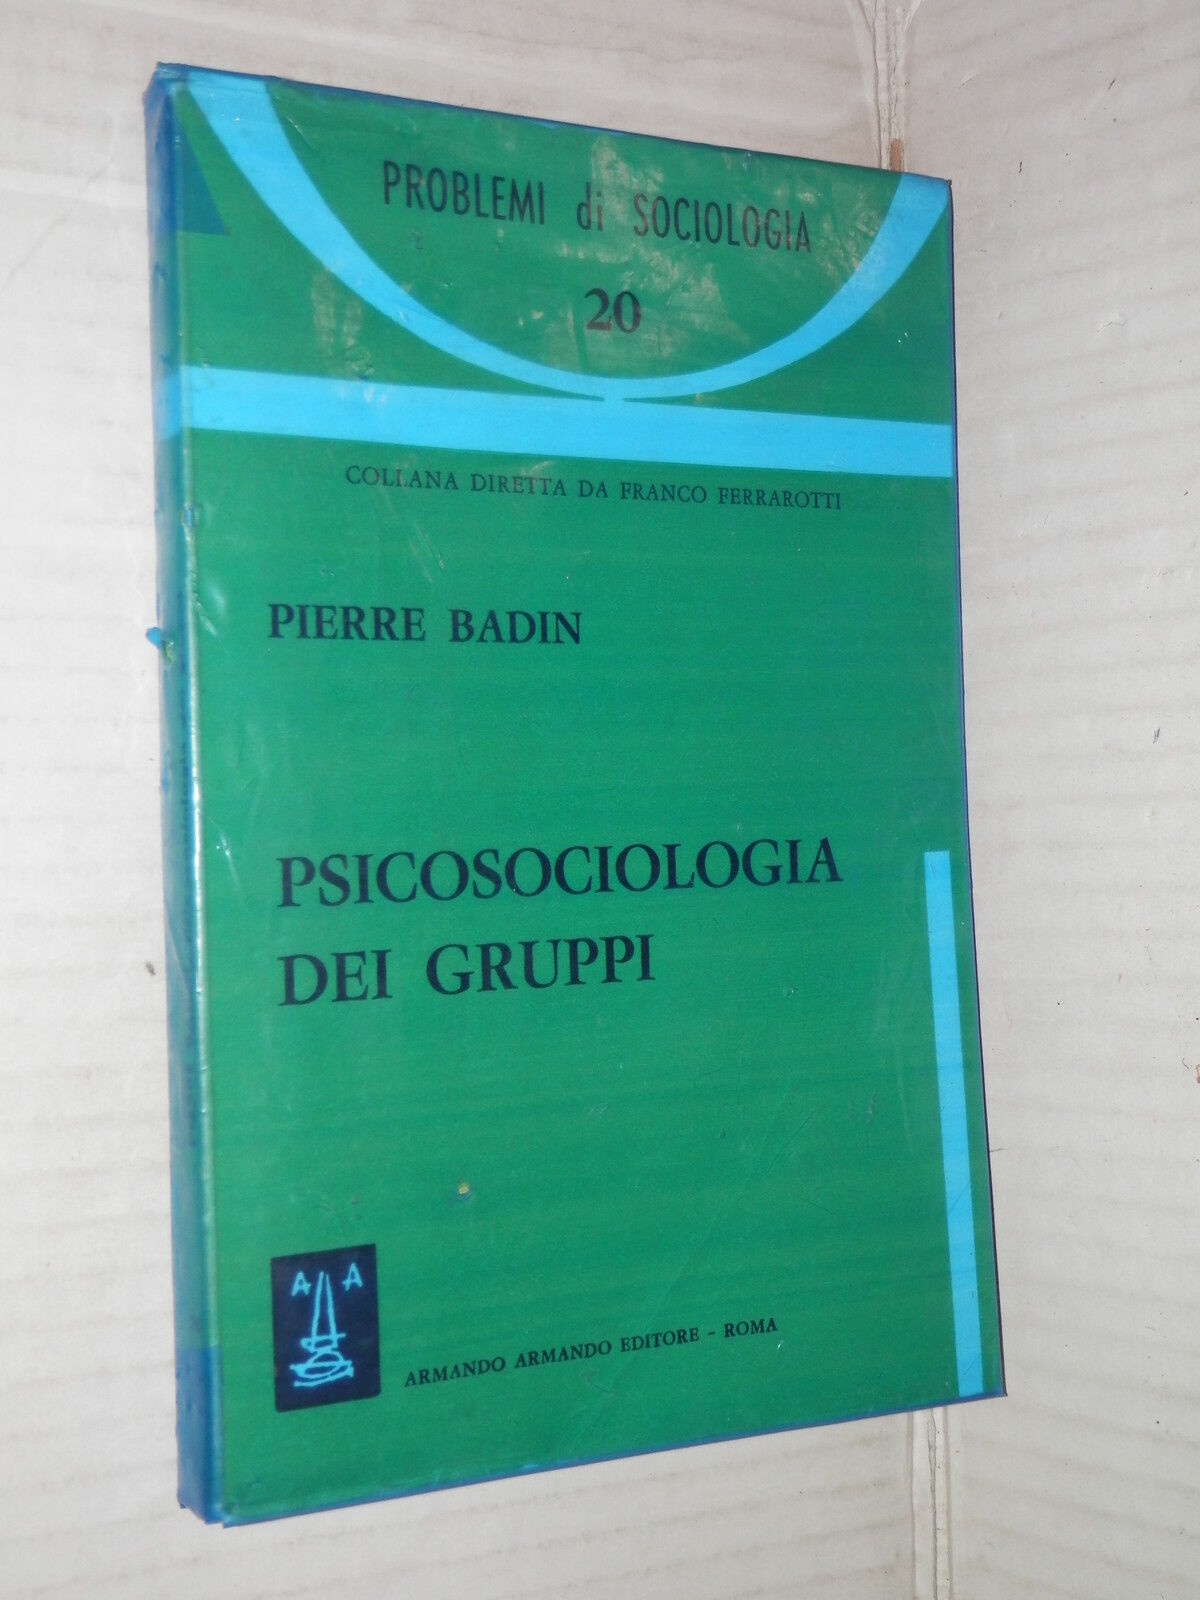 PROBLEMI di SOCIOLOGIA
20
COLLANA DIRETTA DA FRANCO FERRAROTTI
PIERRE BADIN
PSICOSOCIOLOGIA
DEI GRUPPI
A A
ARMANDO ARMANDO EDITORE - ROMA